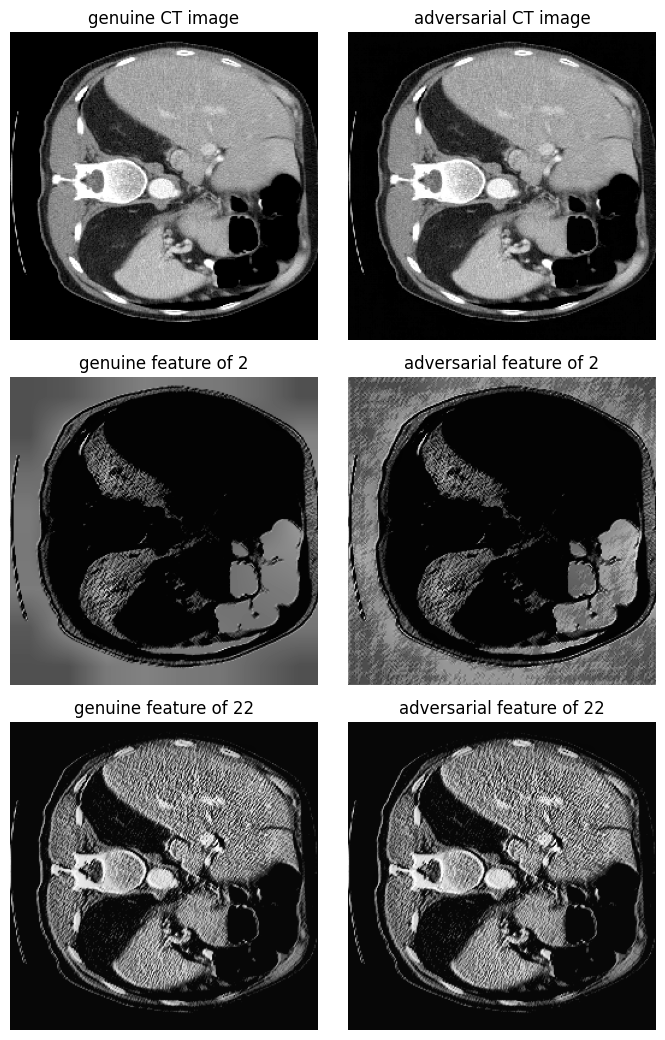 genuine CT image
adversarial CT image
genuine feature of 2
adversarial feature of 2
genuine feature of 22
adversarial feature of 22